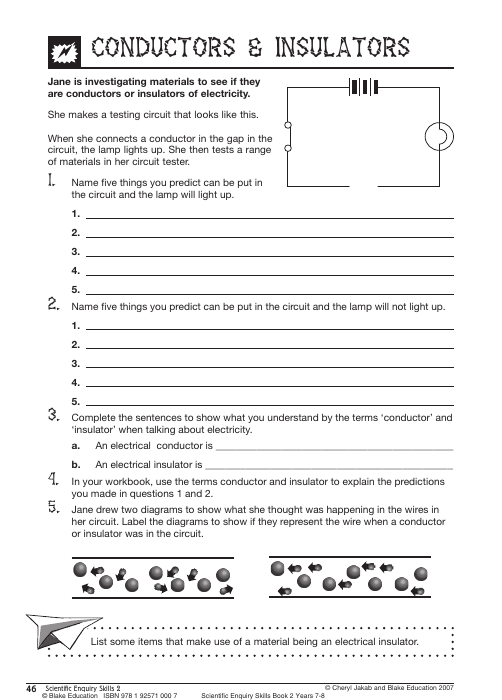 CONDUCTORS & INSULATORS
Jane is investigating materials to see if they
are conductors or insulators of electricity.
She makes a testing circuit that looks like this.
When she connects a conductor in the gap in the
circuit, the lamp lights up. She then tests a range
of materials in her circuit tester.
1. Name five things you predict can be put in
the circuit and the lamp will light up.
1.
2.
3.
4.
5.
2. Name five things you predict can be put in the circuit and the lamp will not light up.
1.
2.
3.
4.
5.
3. Complete the sentences to show what you understand by the terms ‘conductor’ and
‘insulator’ when talking about electricity.
a. An electrical conductor is
b. An electrical insulator is
4. In your workbook, use the terms conductor and insulator to explain the predictions
you made in questions 1 and 2.
5. Jane drew two diagrams to show what she thought was happening in the wires in
her circuit. Label the diagrams to show if they represent the wire when a conductor
or insulator was in the circuit.
List some items that make use of a material being an electrical insulator.
46 Scientific Enquiry Skills 2 © Cheryl Jakab and Blake Education 2007
© Blake Education ISBN 978 1 92571 000 7 Scientific Enquiry Skills Book 2 Years 7-8